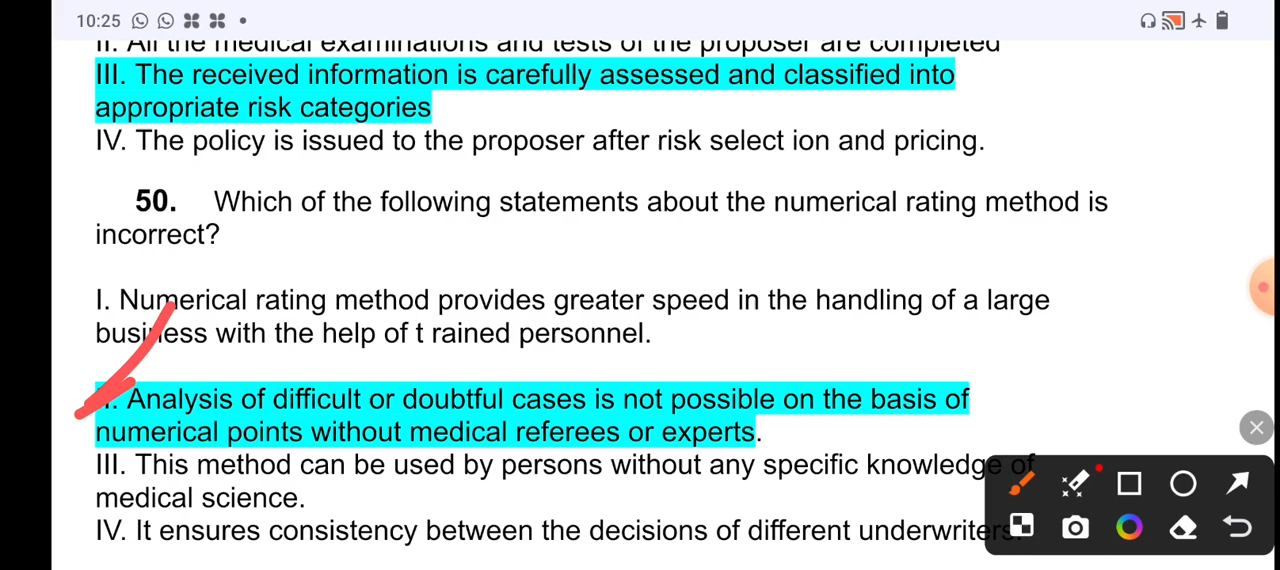 10:25
II. All the medical examinations and tests of the proposer are completed
III. The received information is carefully assessed and classified into
appropriate risk categories
IV. The policy is issued to the proposer after risk select ion and pricing.
50. Which of the following statements about the numerical rating method is
incorrect?
I. Numerical rating method provides greater speed in the handling of a large
business with the help of t rained personnel.
II. Analysis of difficult or doubtful cases is not possible on the basis of
numerical points without medical referees or experts.
III. This method can be used by persons without any specific knowledge of
medical science.
IV. It ensures consistency between the decisions of different underwriters.